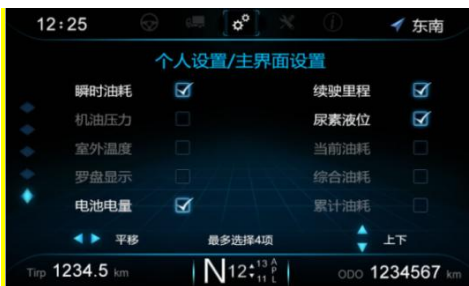 12:25 东南
个人设置/主界面设置
瞬时油耗 续驶里程
机油压力 尿素液位
室外温度 当前油耗
罗盘显示 综合油耗
电池电量 累计油耗
平移 最多选择4项 上下
Tirp 1234.5 km N12 13 11 A P L ODO 1234567 km